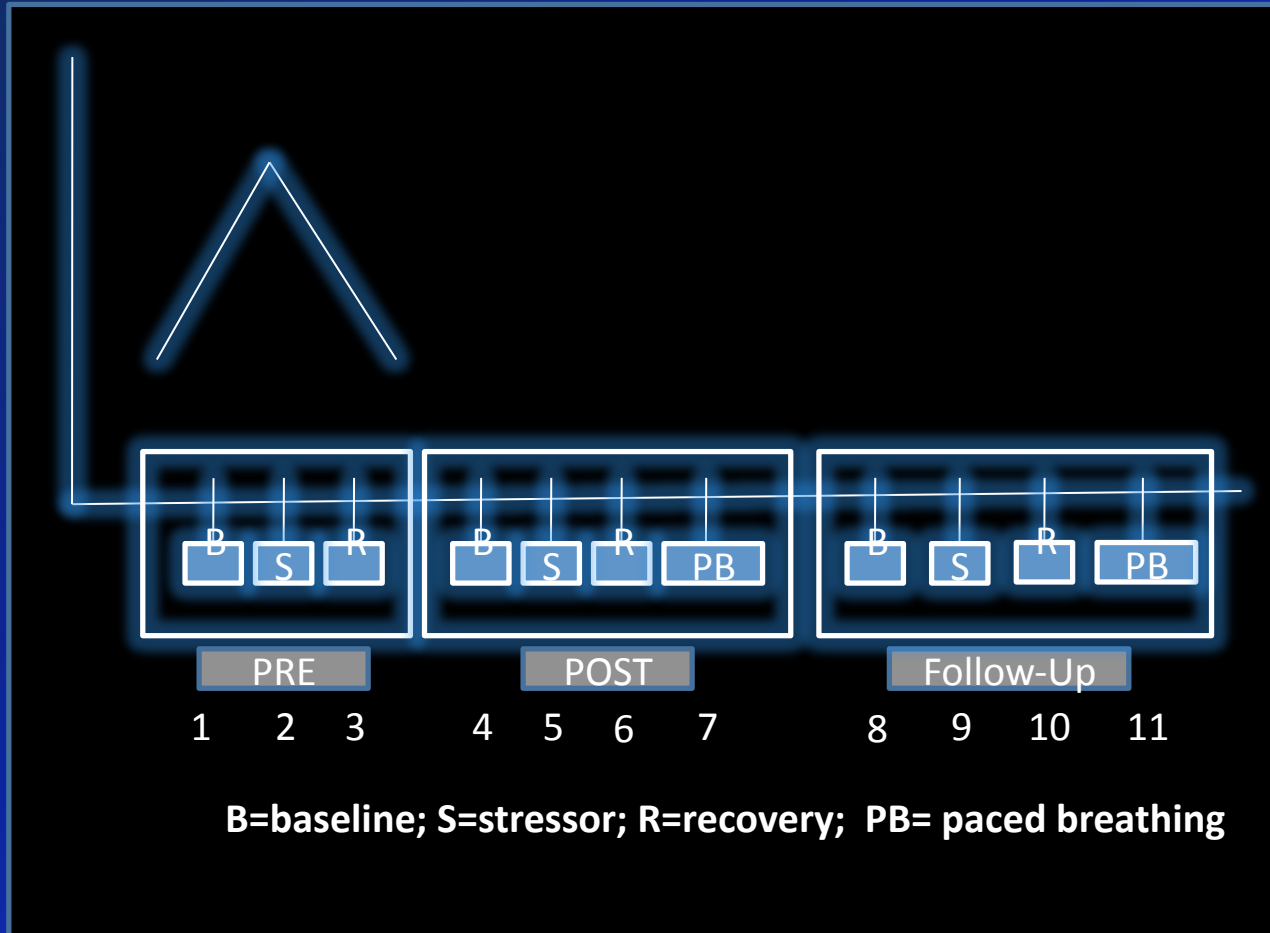 B S R B S R PB B S R PB
PRE POST Follow-Up
1 2 3 4 5 6 7 8 9 10 11
B=baseline; S=stressor; R=recovery; PB= paced breathing